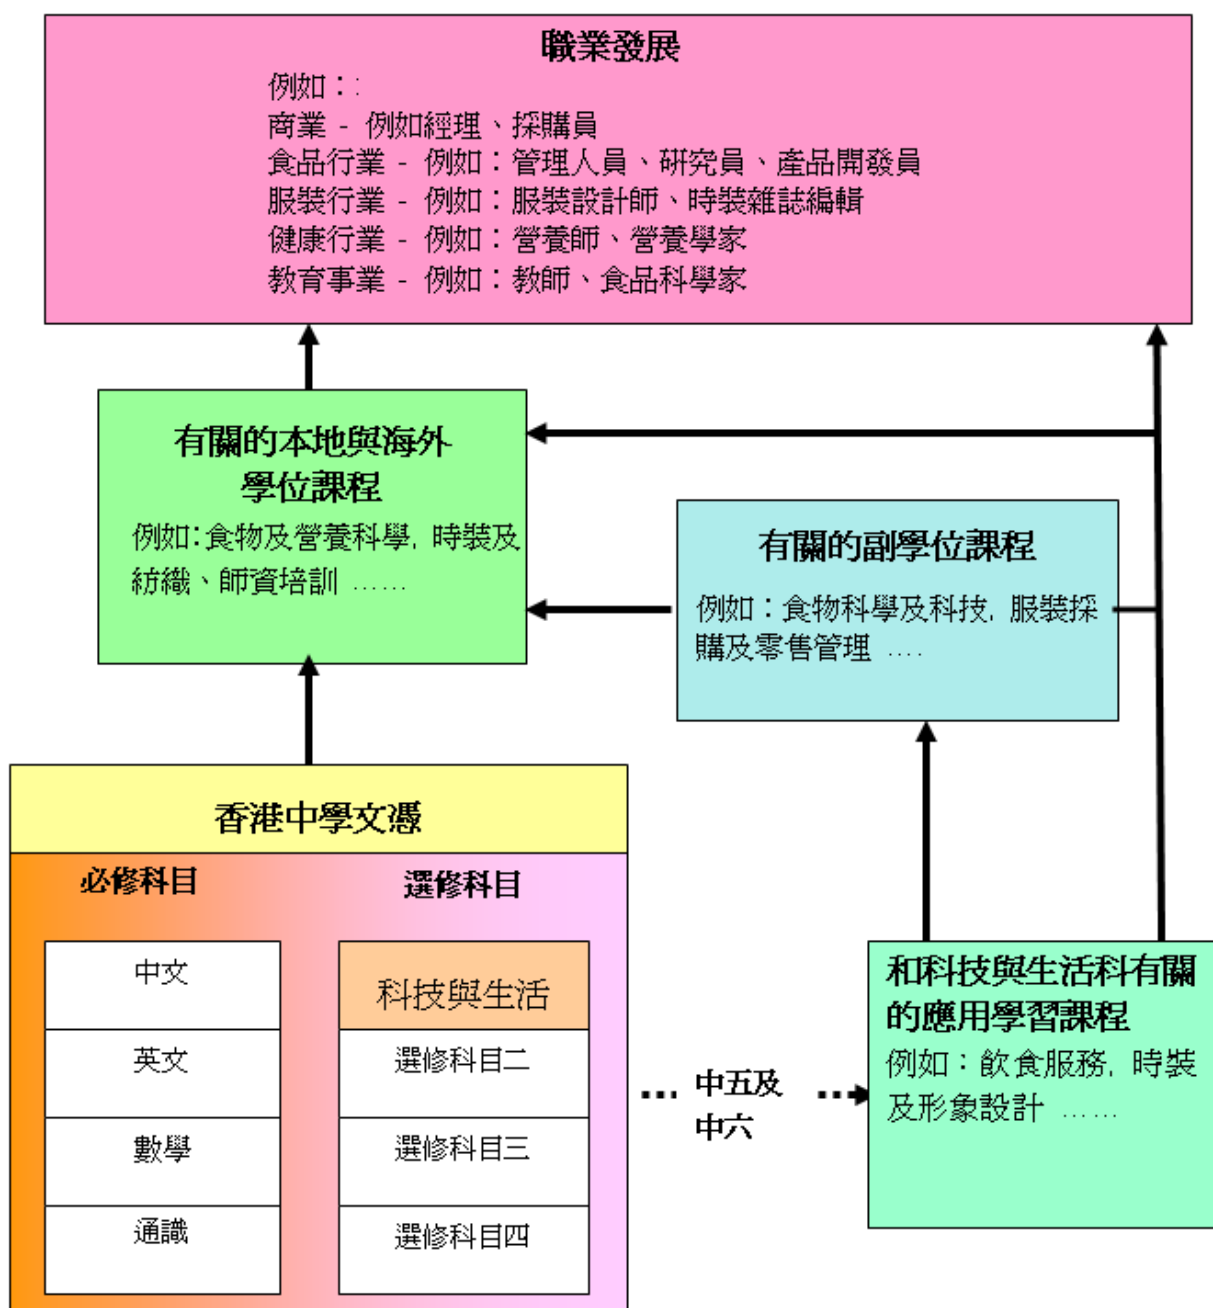 職業發展
例如：:
商業 - 例如經理、採購員
食品行業 - 例如：管理人員、研究員、產品開發員
服裝行業 - 例如：服裝設計師、時裝雜誌編輯
健康行業 - 例如：營養師、營養學家
教育事業 - 例如：教師、食品科學家
有關的本地與海外
學位課程
例如:食物及營養科學, 時裝及
紡織、師資培訓 ……
有關的副學位課程
例如：食物科學及科技, 服裝採
購及零售管理 ….
香港中學文憑
必修科目
選修科目
中文
英文
數學
通識
科技與生活
選修科目二
選修科目三
選修科目四
中五及
中六
和科技與生活科有關
的應用學習課程
例如：飲食服務, 時裝
及形象設計 ……